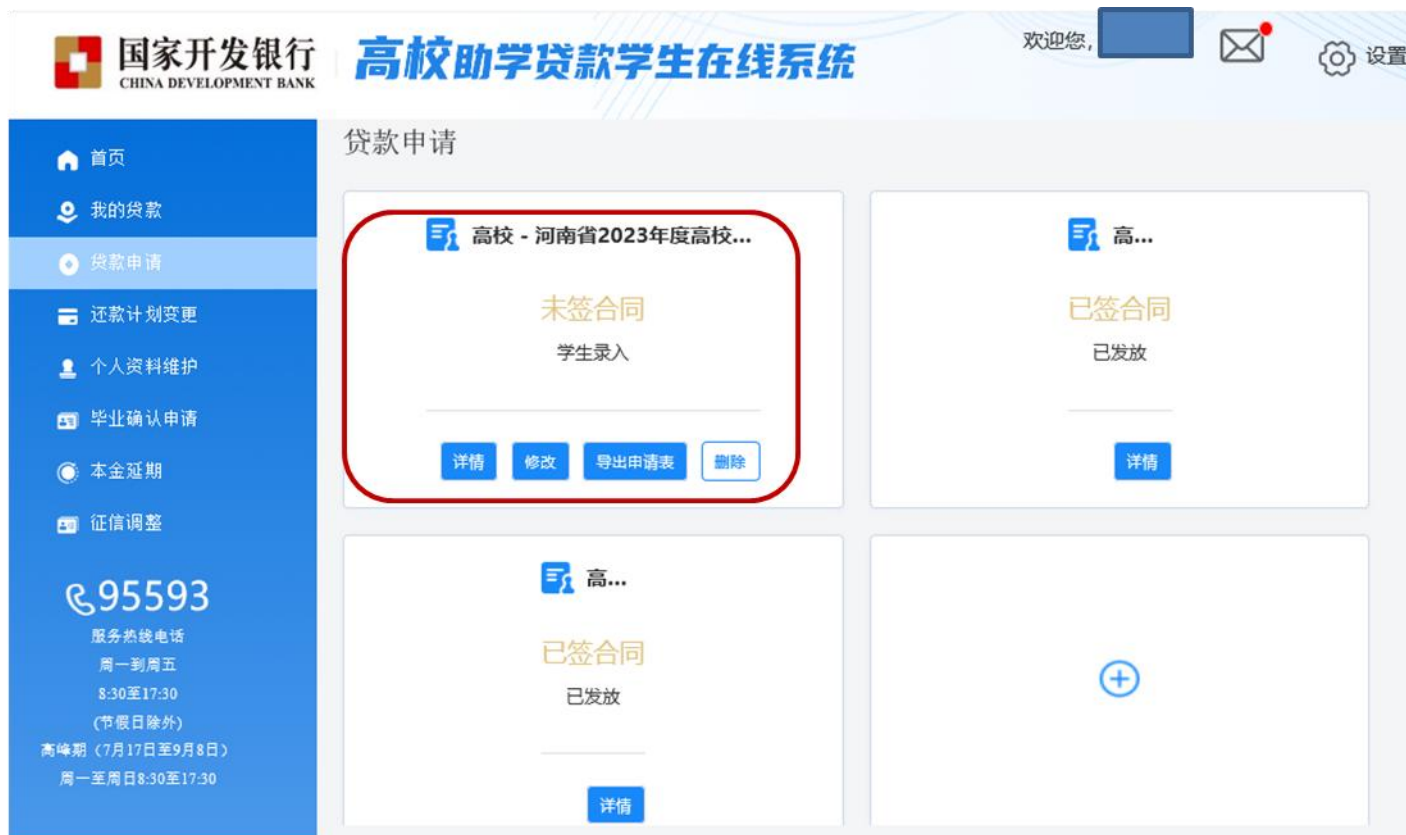 国家开发银行
CHINA DEVELOPMENT BANK
高校助学贷款学生在线系统
欢迎您,
设置
首页
我的贷款
贷款申请
还款计划变更
个人资料维护
毕业确认申请
本金延期
征信调整
95593
服务热线电话
周一到周五
8:30至17:30
(节假日除外)
高峰期（7月17日至9月8日）
周一至周日8:30至17:30
贷款申请
高校 - 河南省2023年度高校...
未签合同
学生录入
详情 修改 导出申请表 删除
高...
已签合同
已发放
详情
高...
已签合同
已发放
详情